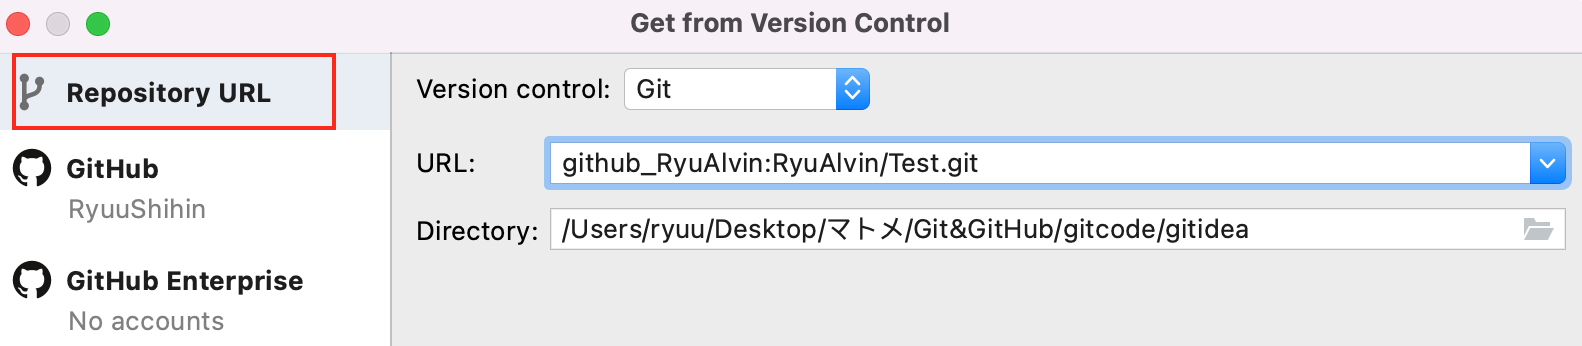 Get from Version Control
Repository URL
GitHub
RyuuShihin
GitHub Enterprise
No accounts
Version control: Git
URL: github_RyuAlvin:RyuAlvin/Test.git
Directory: /Users/ryuu/Desktop/マトメ/Git&GitHub/gitcode/gitidea